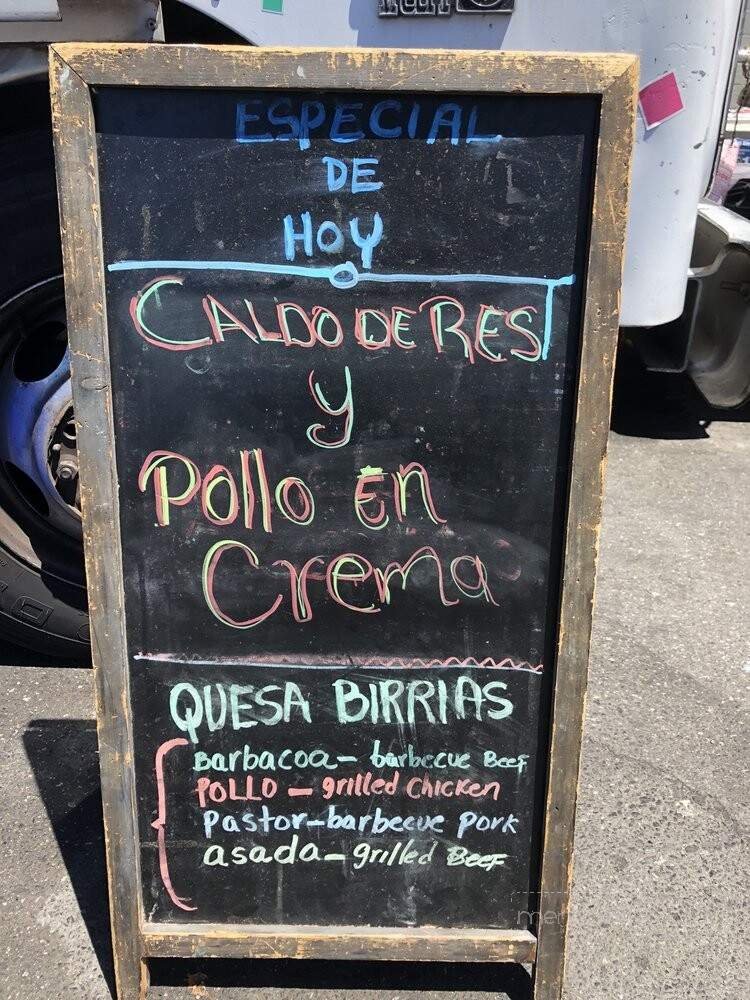 ESPECIAL
DE
HOY
CALDO DE RES
y
Pollo En
Crema
QUESA BIRRIAS
Barbacoa - barbecue Beef
POLLO - grilled Chicken
Pastor - barbecue Pork
asada - grilled Beef